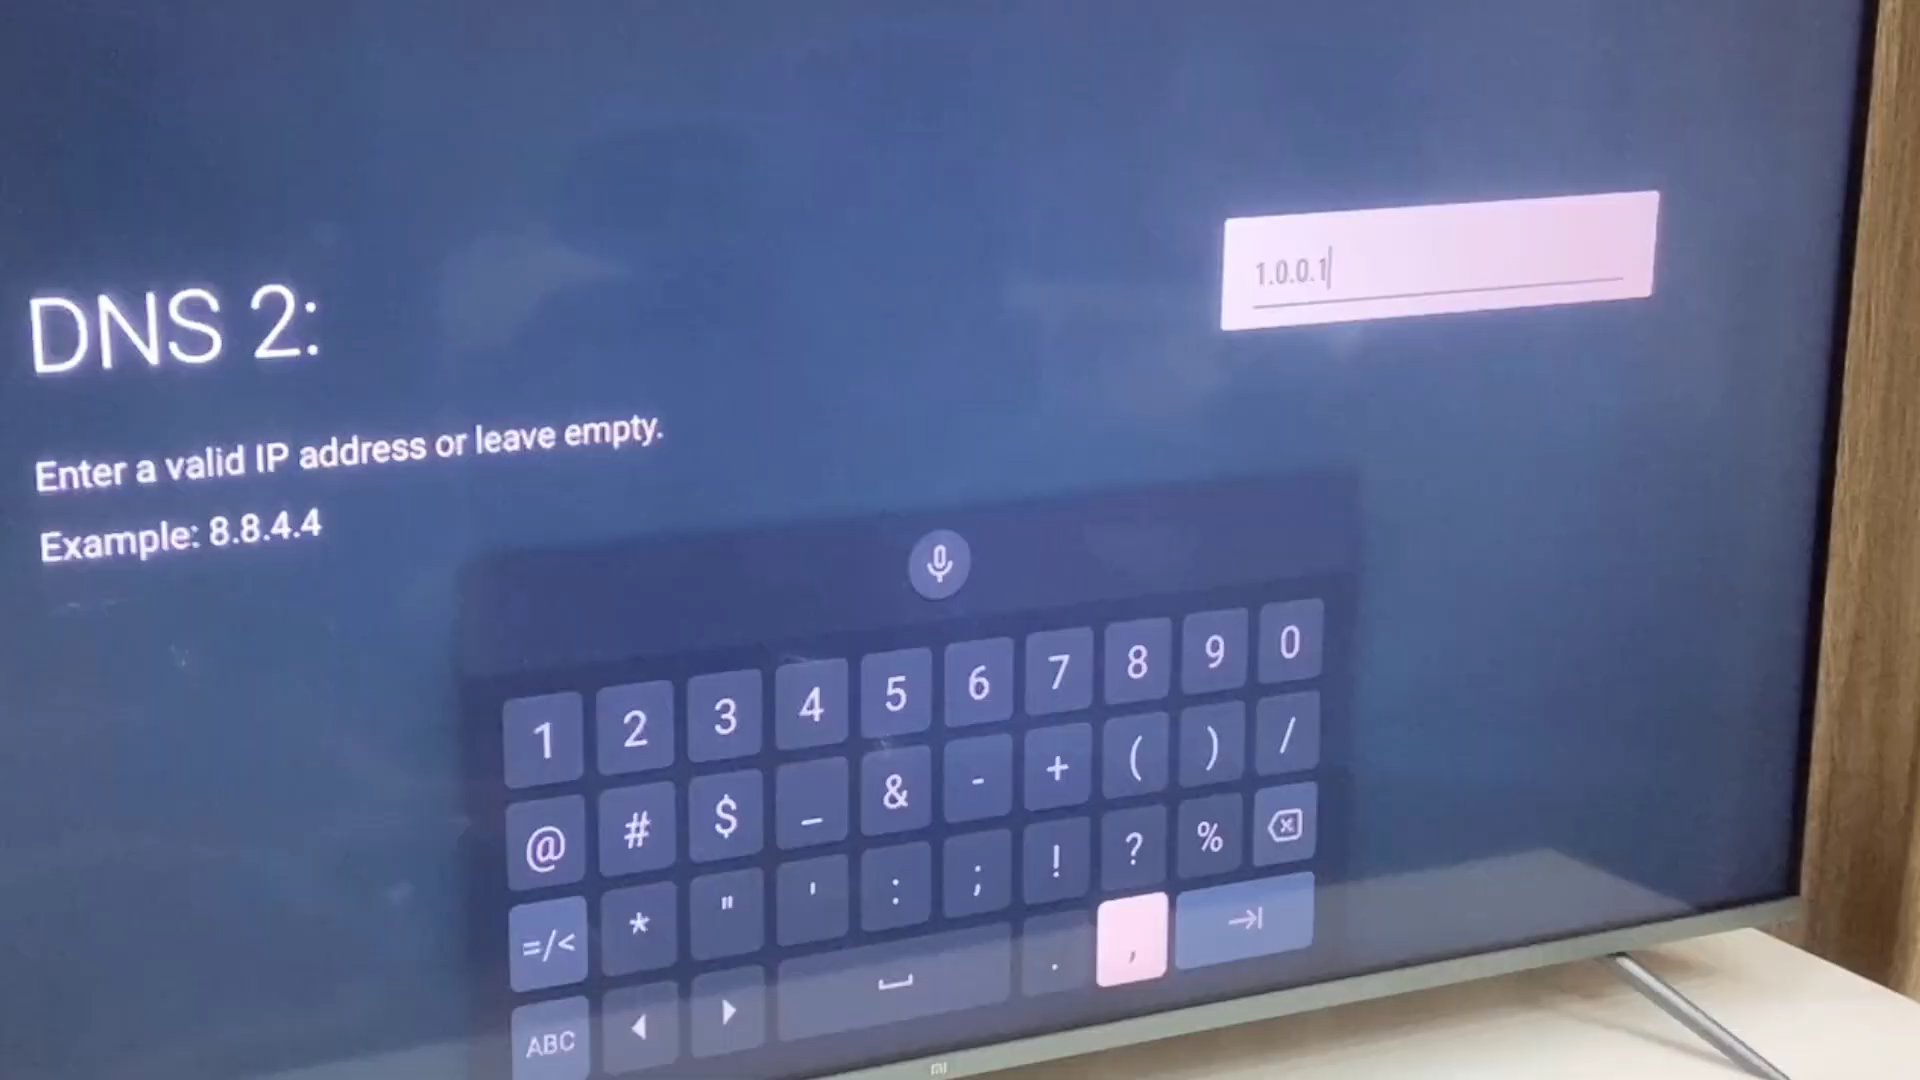 1.0.0.1
DNS 2:
Enter a valid IP address or leave empty.
Example: 8.8.4.4
1 2 3 4 5 6 7 8 9 0
@ # $ _ & - + ( ) /
=/< * " ' : ; ! ? %
ABC . ,
mi